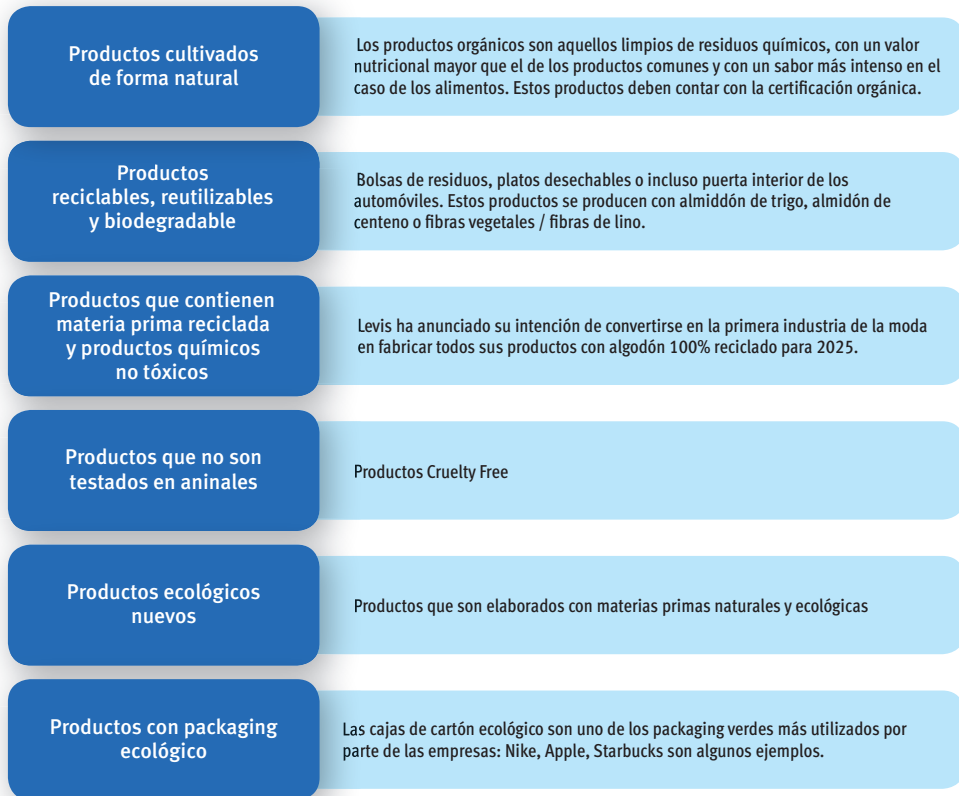 Productos cultivados
de forma natural
Los productos orgánicos son aquellos limpios de residuos químicos, con un valor
nutricional mayor que el de los productos comunes y con un sabor más intenso en el
caso de los alimentos. Estos productos deben contar con la certificación orgánica.
Productos
reciclables, reutilizables
y biodegradable
Bolsas de residuos, platos desechables o incluso puerta interior de los
automóviles. Estos productos se producen con almiddón de trigo, almidón de
centeno o fibras vegetales / fibras de lino.
Productos que contienen
materia prima reciclada
y productos químicos
no tóxicos
Levis ha anunciado su intención de convertirse en la primera industria de la moda
en fabricar todos sus productos con algodón 100% reciclado para 2025.
Productos que no son
testados en aninales
Productos Cruelty Free
Productos ecológicos
nuevos
Productos que son elaborados con materias primas naturales y ecológicas
Productos con packaging
ecológico
Las cajas de cartón ecológico son uno de los packaging verdes más utilizados por
parte de las empresas: Nike, Apple, Starbucks son algunos ejemplos.